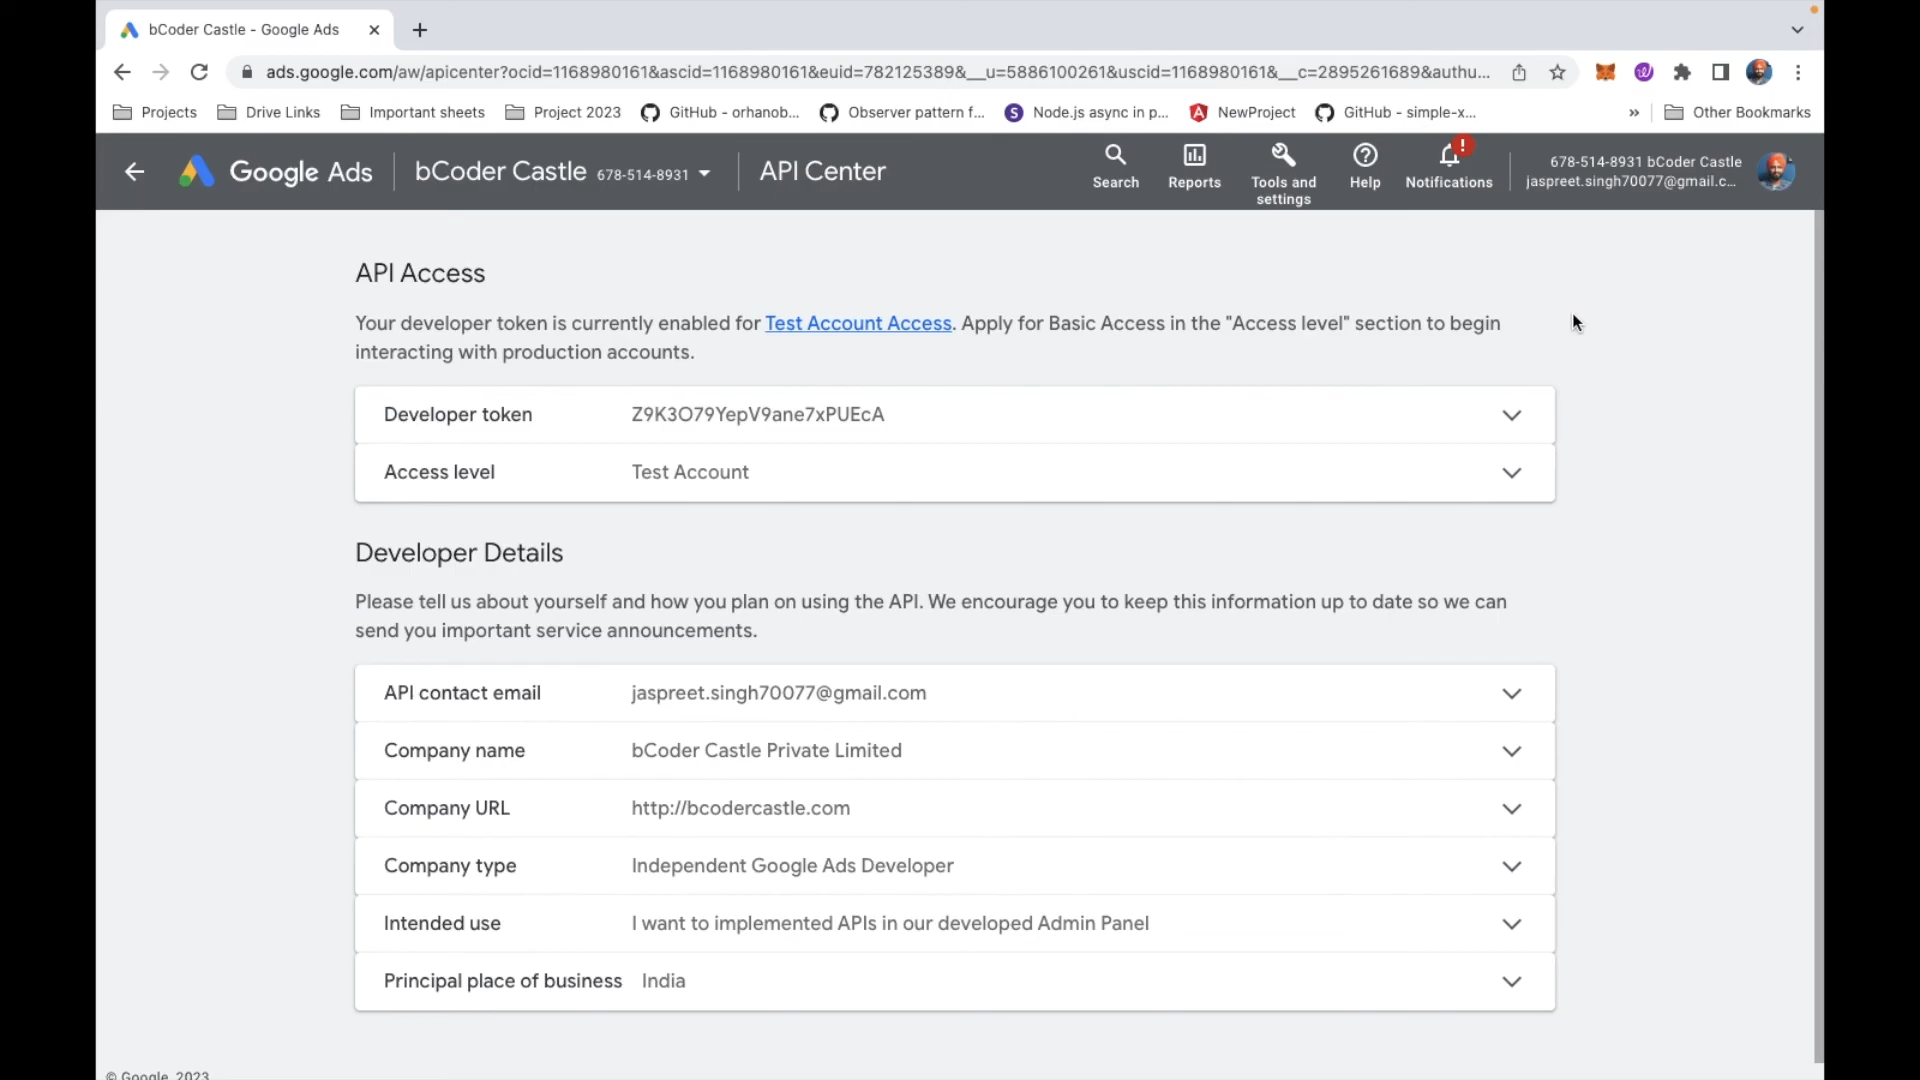 bCoder Castle - Google Ads
ads.google.com/aw/apicenter?ocid=1168980161&ascid=1168980161&euid=782125389&__u=5886100261&uscid=1168980161&__c=2895261689&authu...
Projects Drive Links Important sheets Project 2023 GitHub - orhanob... Observer pattern f... Node.js async in p... NewProject GitHub - simple-x... » Other Bookmarks
Google Ads bCoder Castle 678-514-8931 API Center Search Reports Tools and settings Help Notifications 678-514-8931 bCoder Castle
jaspreet.singh70077@gmail.c...
API Access
Your developer token is currently enabled for Test Account Access. Apply for Basic Access in the "Access level" section to begin
interacting with production accounts.
Developer token Z9K3O79YepV9ane7xPUEcA
Access level Test Account
Developer Details
Please tell us about yourself and how you plan on using the API. We encourage you to keep this information up to date so we can
send you important service announcements.
API contact email jaspreet.singh70077@gmail.com
Company name bCoder Castle Private Limited
Company URL http://bcodercastle.com
Company type Independent Google Ads Developer
Intended use I want to implemented APIs in our developed Admin Panel
Principal place of business India
© Google, 2023